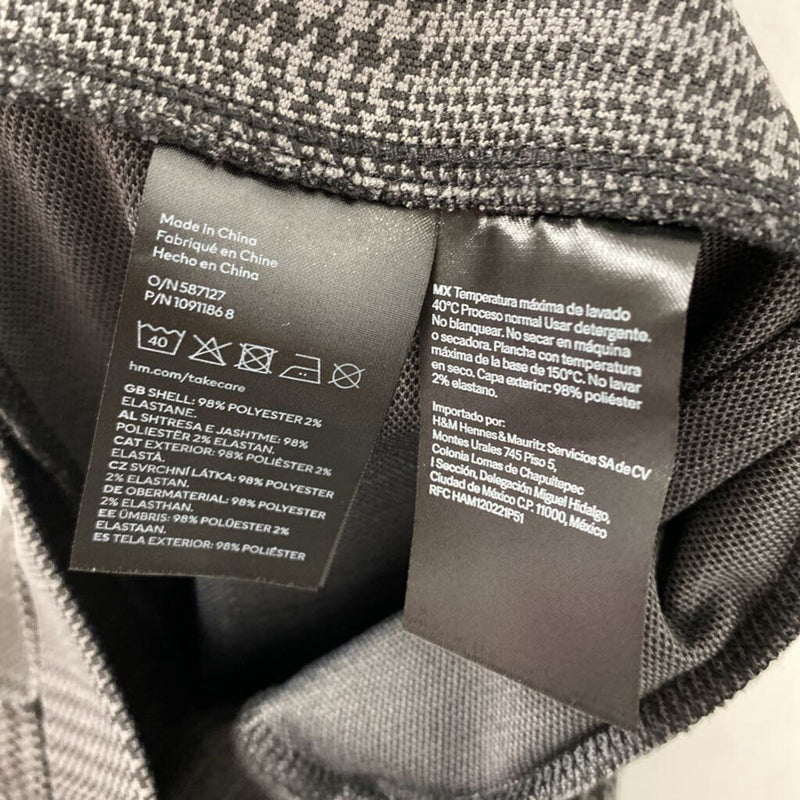 Made in China
Fabriqué en Chine
Hecho en China
O/N 587127
P/N 1091186 8
40
hm.com/takecare
GB SHELL: 98% POLYESTER 2%
ELASTANE.
AL SHTRESA E JASHTME: 98%
POLIESTËR 2% ELASTAN.
CAT EXTERIOR: 98% POLIÈSTER 2%
ELASTÀ.
CZ SVRCHNÍ LÁTKA: 98% POLYESTER
2% ELASTAN.
DE OBERMATERIAL: 98% POLYESTER
2% ELASTHAN.
EE ÜMBRIS: 98% POLÜESTER 2%
ELASTAAN.
ES TELA EXTERIOR: 98% POLIÉSTER
MX Temperatura máxima de lavado
40°C Proceso normal Usar detergente.
No blanquear. No secar en máquina
o secadora. Plancha con temperatura
máxima de la base de 150°C. No lavar
en seco. Capa exterior: 98% poliéster
2% elastano.
Importado por:
H&M Hennes & Mauritz Servicios SA de CV
Montes Urales 745 Piso 5,
Colonia Lomas de Chapultepec
I Sección, Delegación Miguel Hidalgo,
Ciudad de México C.P. 11000, México
RFC HAM120221P51